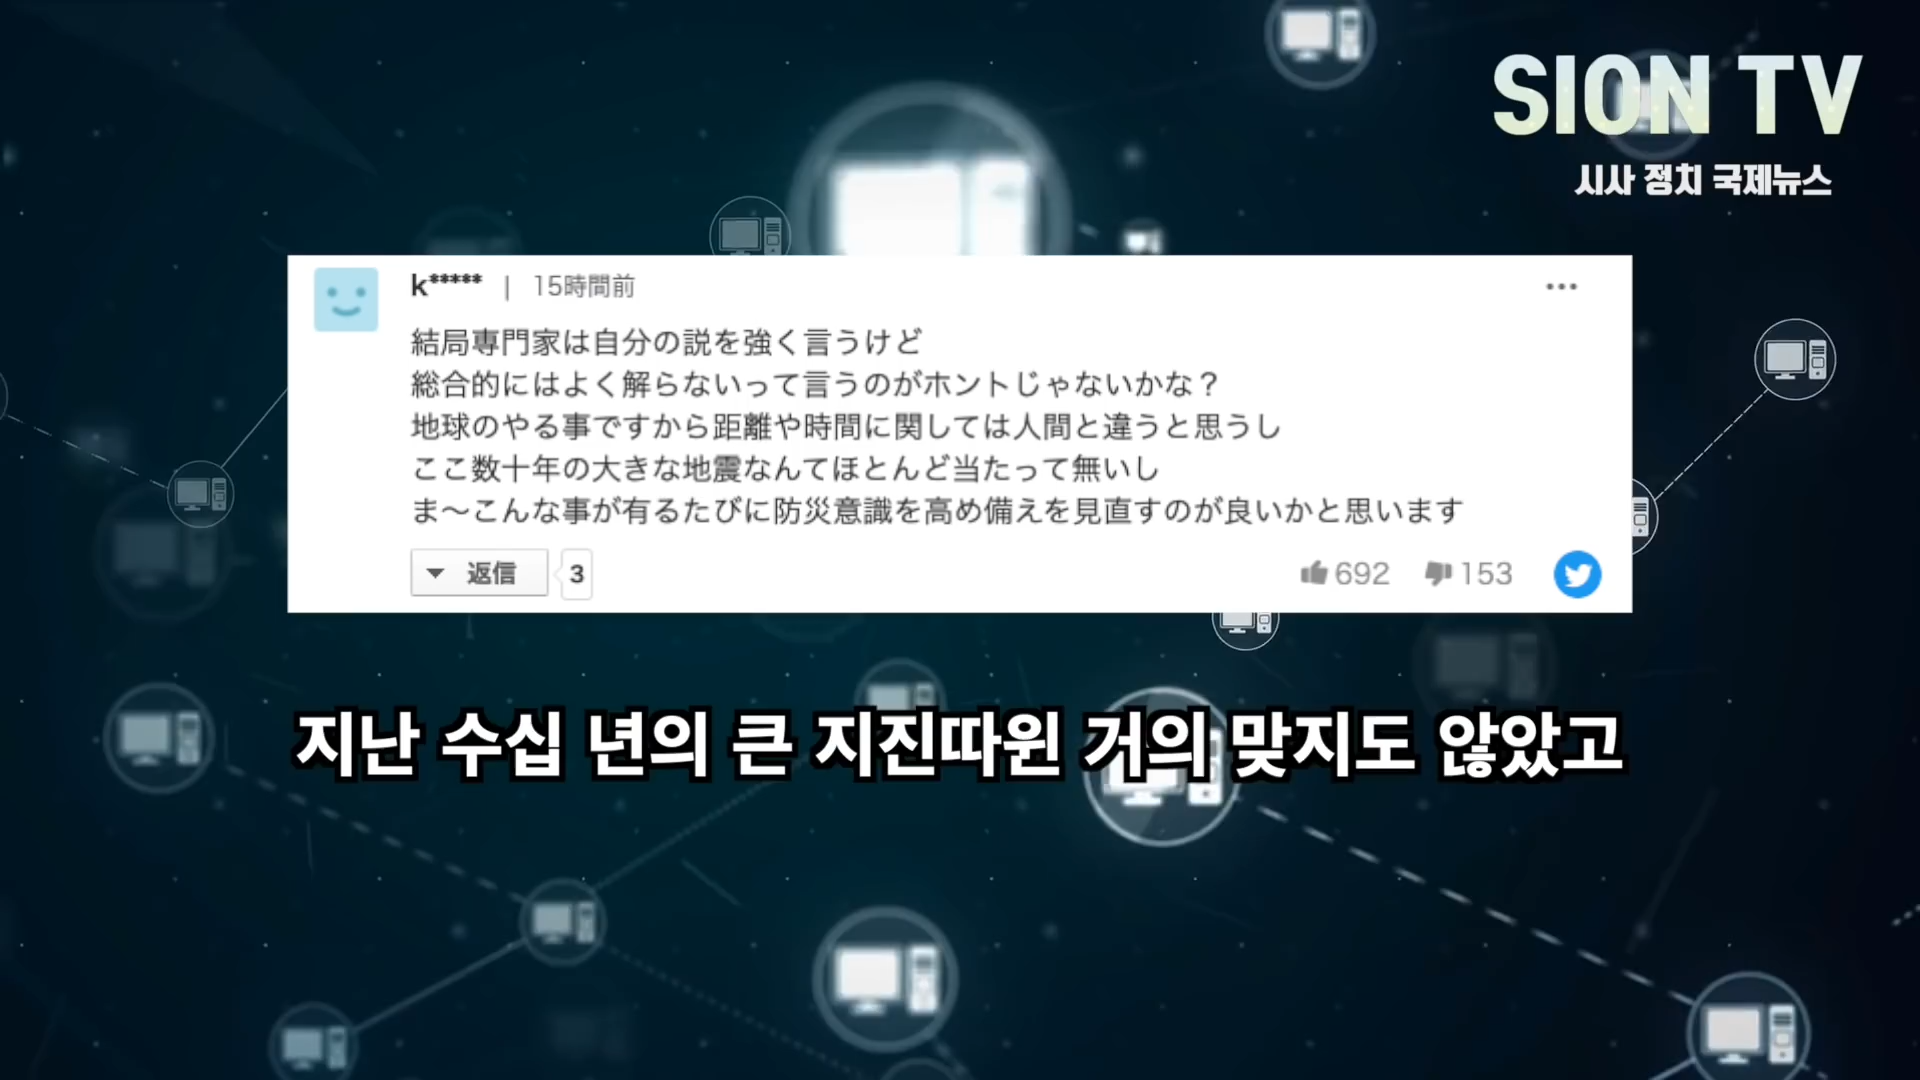 SION TV
시사 정치 국제뉴스
k***** | 15時間前
結局専門家は自分の説を強く言うけど
総合的にはよく解らないって言うのがホントじゃないかな？
地球のやる事ですから距離や時間に関しては人間と違うと思うし
ここ数十年の大きな地震なんてほとんど当たって無いし
ま〜こんな事が有るたびに防災意識を高め備えを見直すのが良いかと思います
返信 3
692 153
지난 수십 년의 큰 지진따윈 거의 맞지도 않았고